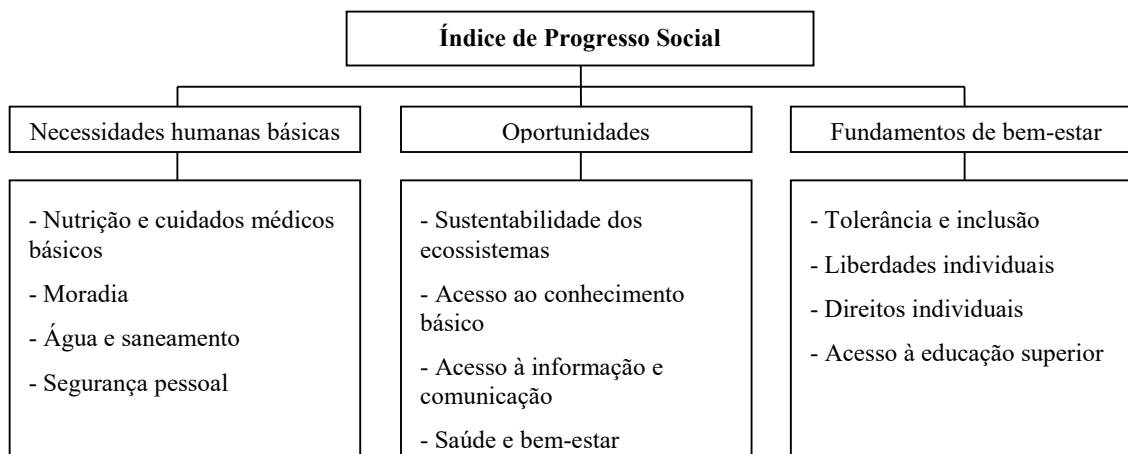 Índice de Progresso Social
Necessidades humanas básicas
Oportunidades
Fundamentos de bem-estar
- Nutrição e cuidados médicos
básicos
- Moradia
- Água e saneamento
- Segurança pessoal
- Sustentabilidade dos
ecossistemas
- Acesso ao conhecimento
básico
- Acesso à informação e
comunicação
- Saúde e bem-estar
- Tolerância e inclusão
- Liberdades individuais
- Direitos individuais
- Acesso à educação superior